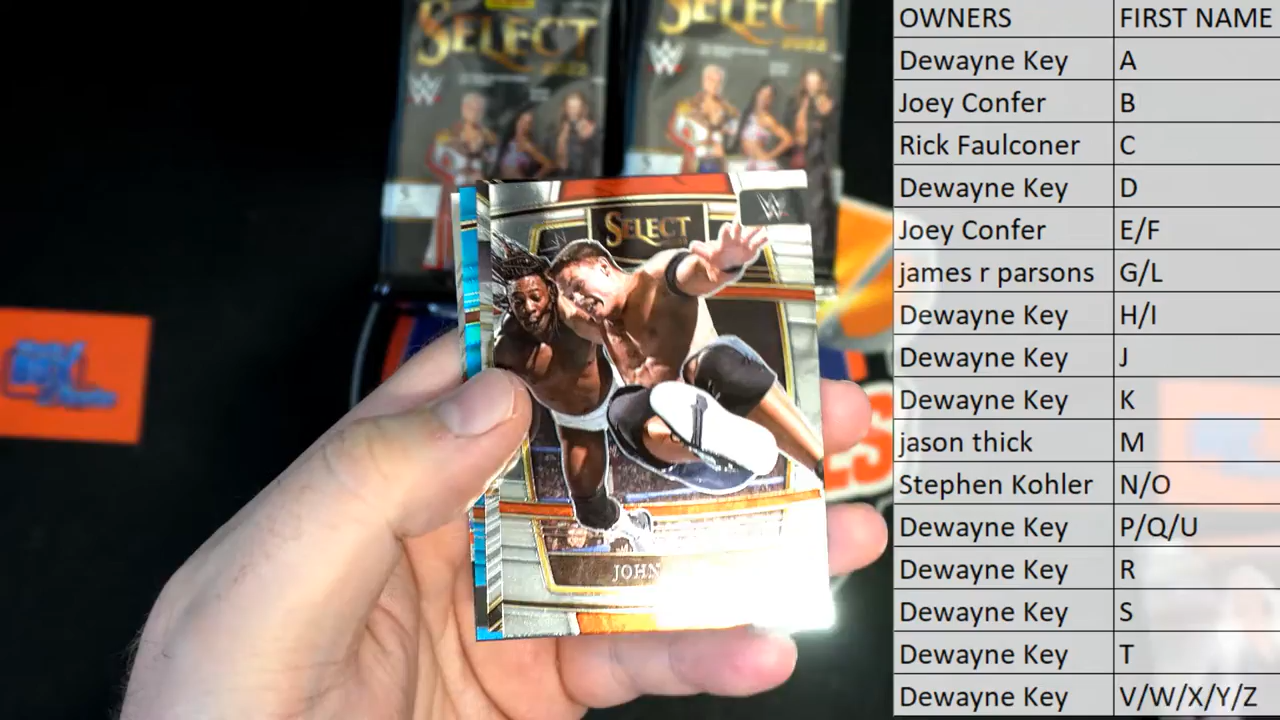 SELECT
2022
W
SELECT
2022
W
SELECT
W
JOHN
OWNERS FIRST NAME
Dewayne Key A
Joey Confer B
Rick Faulconer C
Dewayne Key D
Joey Confer E/F
james r parsons G/L
Dewayne Key H/I
Dewayne Key J
Dewayne Key K
jason thick M
Stephen Kohler N/O
Dewayne Key P/Q/U
Dewayne Key R
Dewayne Key S
Dewayne Key T
Dewayne Key V/W/X/Y/Z